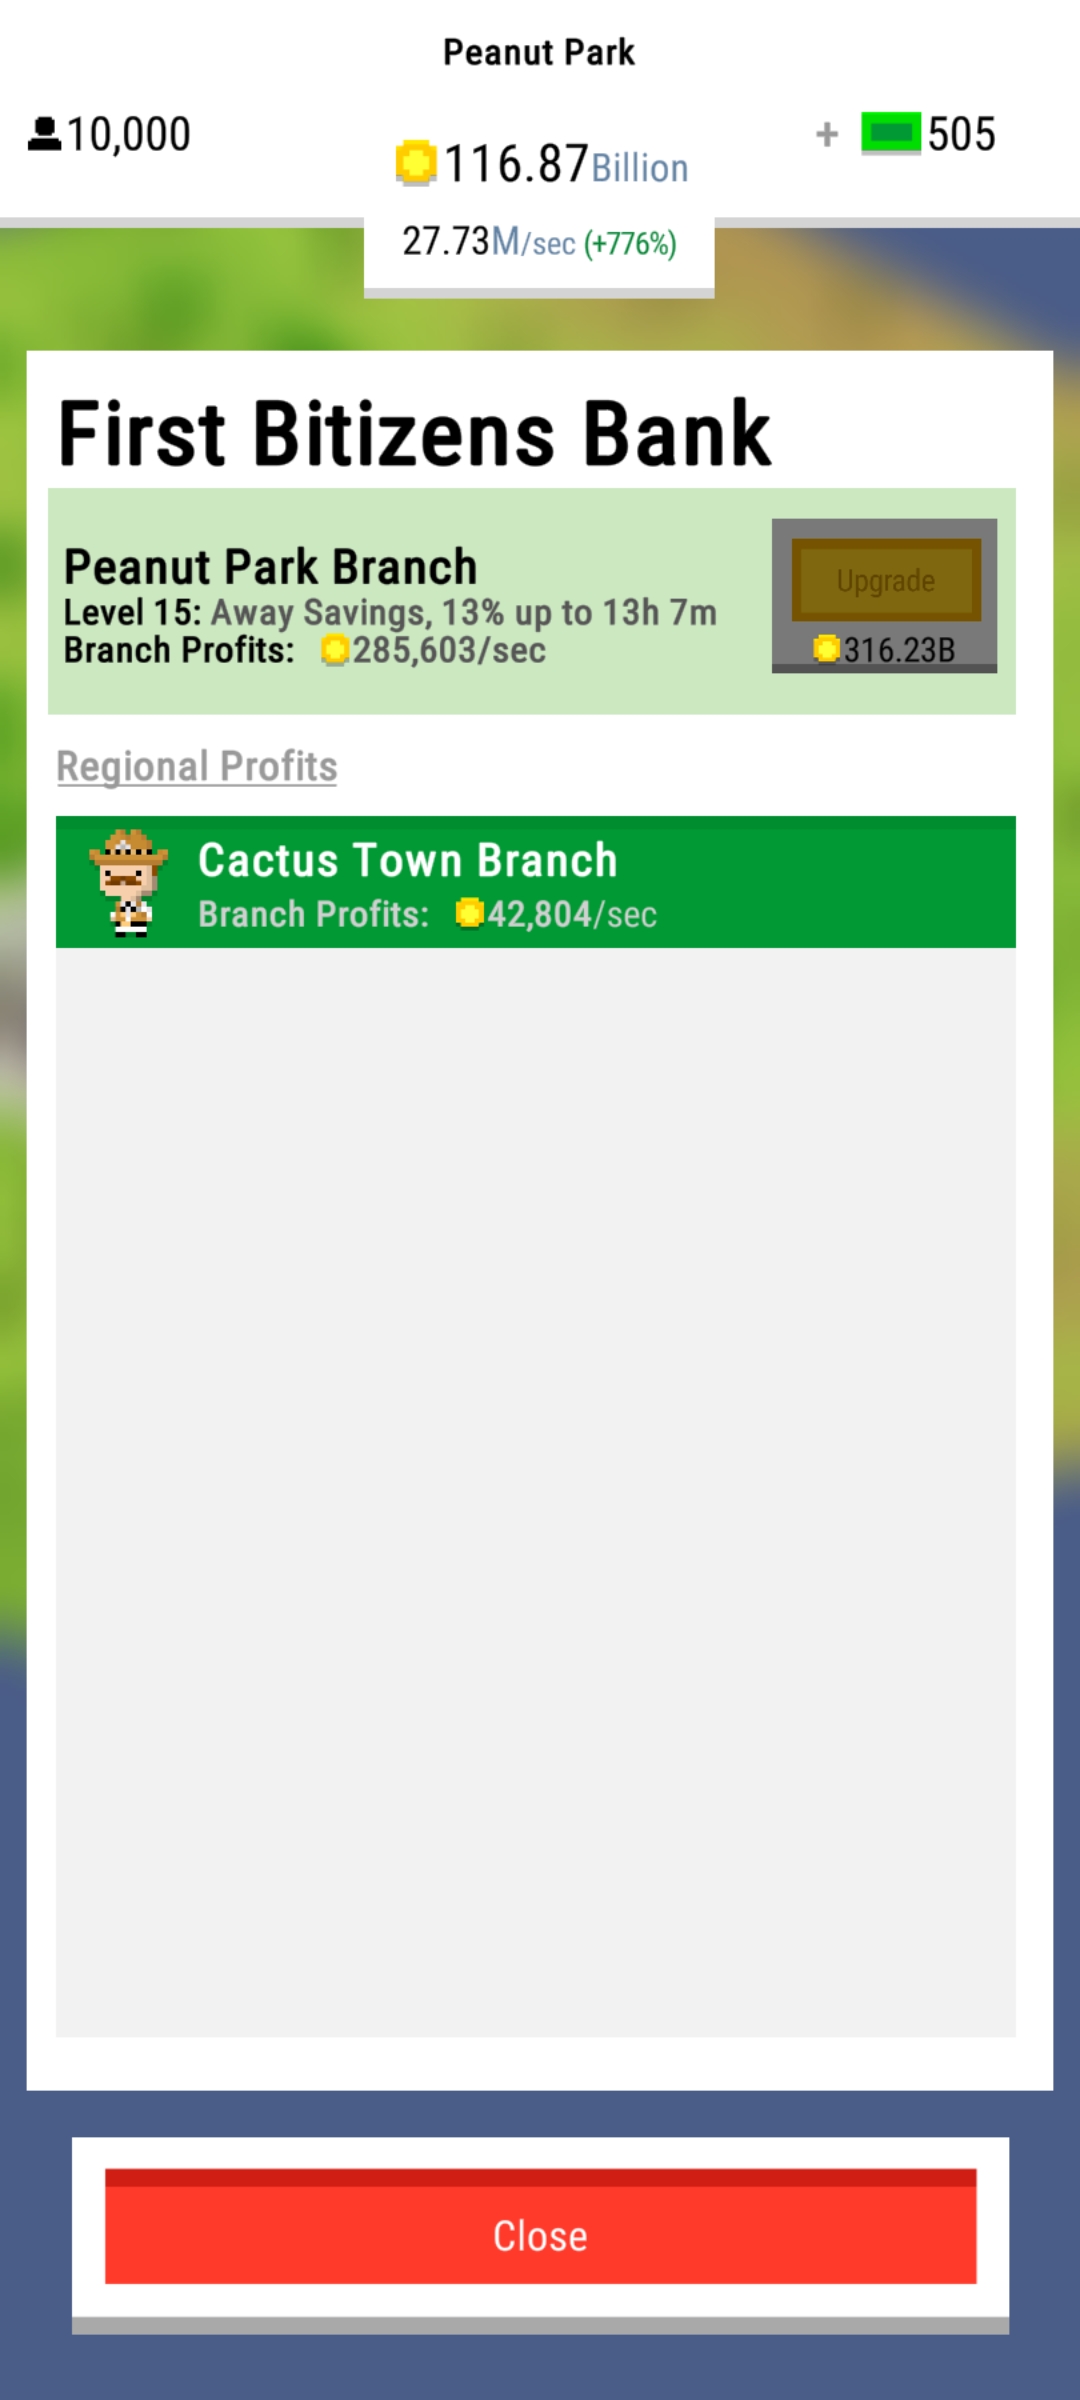 Peanut Park
10,000
116.87Billion
+ 505
27.73M/sec (+776%)
First Bitizens Bank
Peanut Park Branch
Level 15: Away Savings, 13% up to 13h 7m
Branch Profits: 285,603/sec
Upgrade
316.23B
Regional Profits
Cactus Town Branch
Branch Profits: 42,804/sec
Close